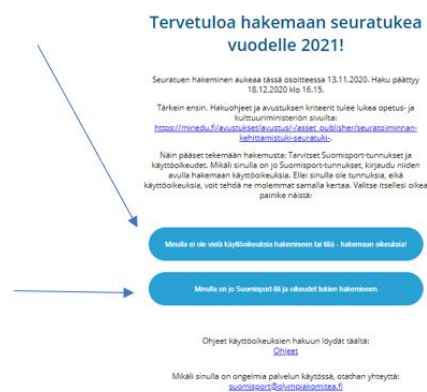 Tervetuloa hakemaan seuratukea
vuodelle 2021!
Seuratuen hakeminen aukeaa tässä osoitteessa 13.11.2020. Haku päättyy
18.12.2020 klo 16.15.
Tärkein ensin. Hakuohjeet ja avustuksen kriteerit tulee lukea opetus- ja
kulttuuriministeriön sivuilta:
https://minedu.fi/avustukset/avustus/-/asset_publisher/seuratoiminnan-
kehittamistuki-seuratuki-.
Näin pääset tekemään hakemusta: Tarvitset Suomisport-tunnukset ja
käyttöoikeudet. Mikäli sinulla on jo Suomisport-tunnukset, kirjaudu niiden
avulla hakemaan käyttöoikeuksia. Ellei sinulla ole tunnuksia, eikä
käyttöoikeuksia, voit tehdä ne molemmat samalla kertaa. Valitse itsellesi oikea
painike näistä:
Minulla ei ole vielä käyttöoikeuksia hakemiseen tai tiliä - hakemaan oikeuksia!
Minulla on jo Suomisport-tili ja oikeudet tukien hakemiseen
Ohjeet käyttöoikeuksien hakuun löydät täältä:
Ohjeet
Mikäli sinulla on ongelmia palvelun käytössä, otathan yhteyttä:
suomisport@olympiakomitea.fi